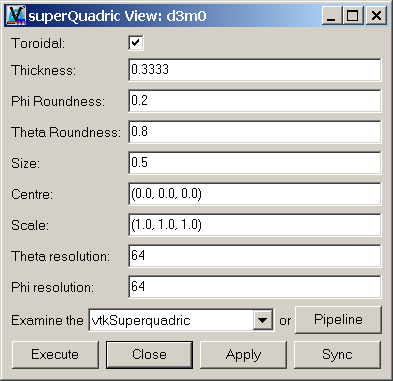 superQuadric View: d3m0
Toroidal:
Thickness: 0.3333
Phi Roundness: 0.2
Theta Roundness: 0.8
Size: 0.5
Centre: (0.0, 0.0, 0.0)
Scale: (1.0, 1.0, 1.0)
Theta resolution: 64
Phi resolution: 64
Examine the vtkSuperquadric or Pipeline
Execute Close Apply Sync